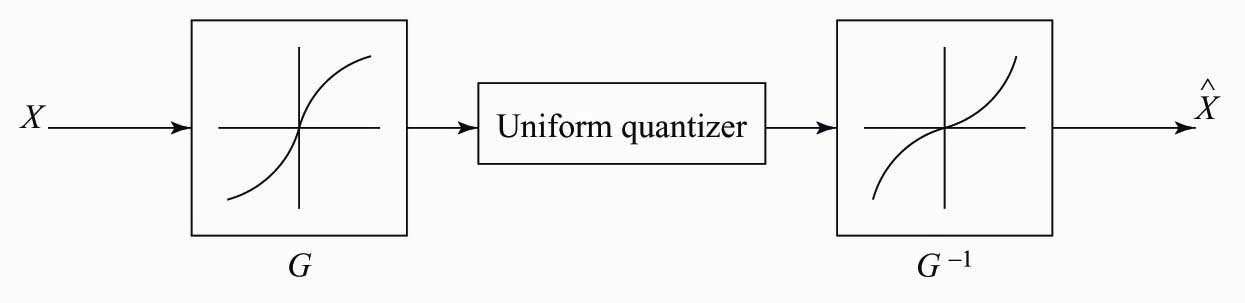 X
Uniform quantizer
X̂
G
G⁻¹